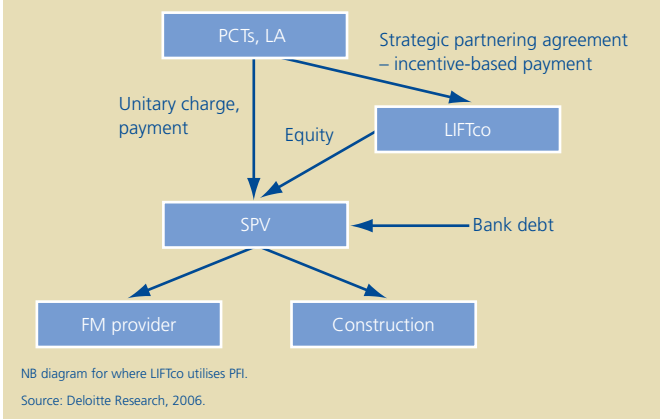 PCTs, LA
Strategic partnering agreement
– incentive-based payment
Unitary charge,
payment
Equity
LIFTco
SPV
Bank debt
FM provider
Construction
NB diagram for where LIFTco utilises PFI.
Source: Deloitte Research, 2006.